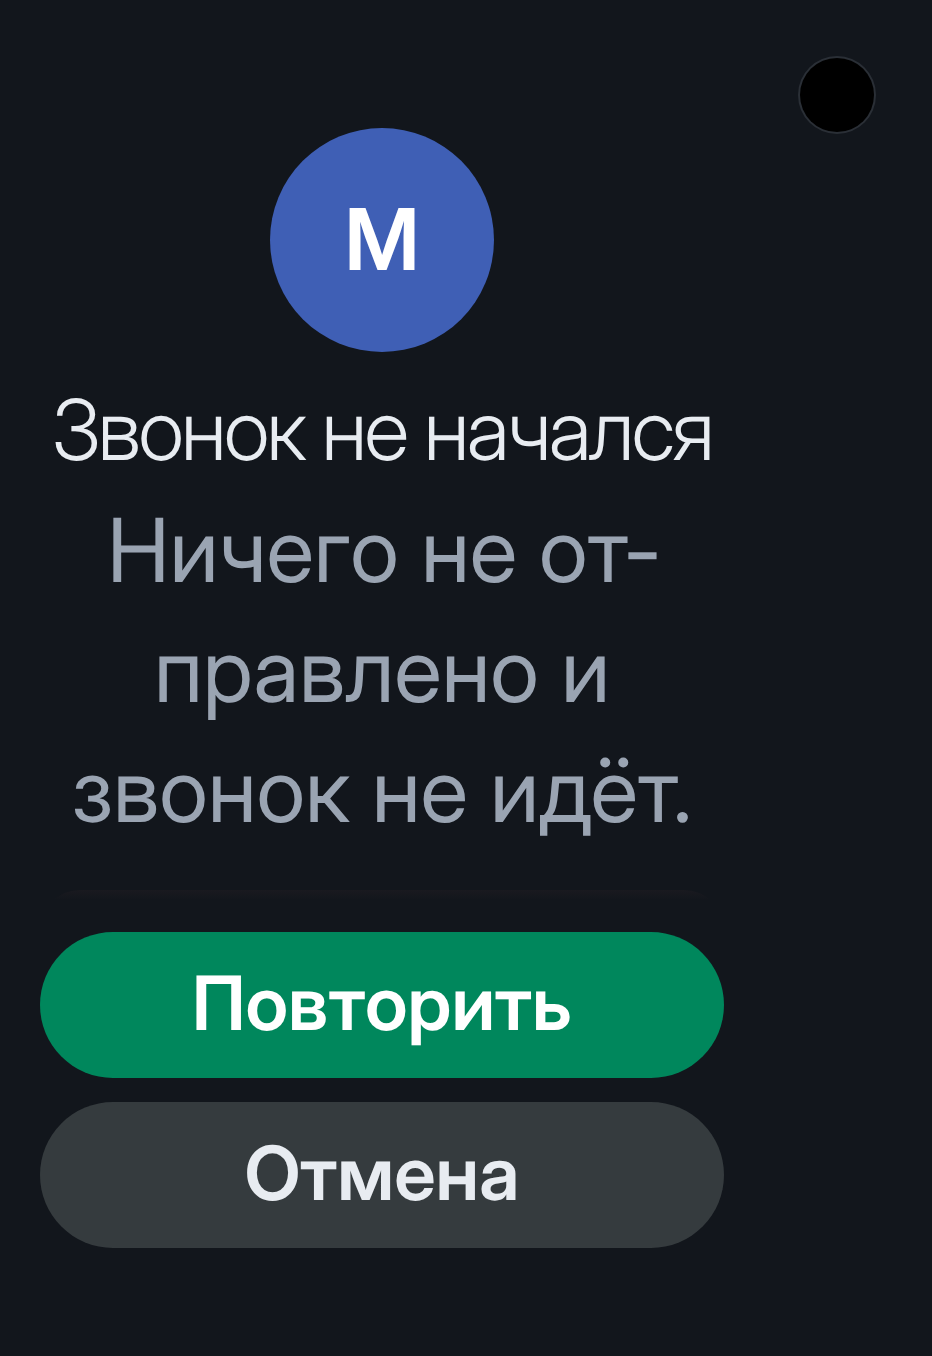 М
Звонок не начался
Ничего не от-
правлено и
звонок не идёт.
Повторить
Отмена